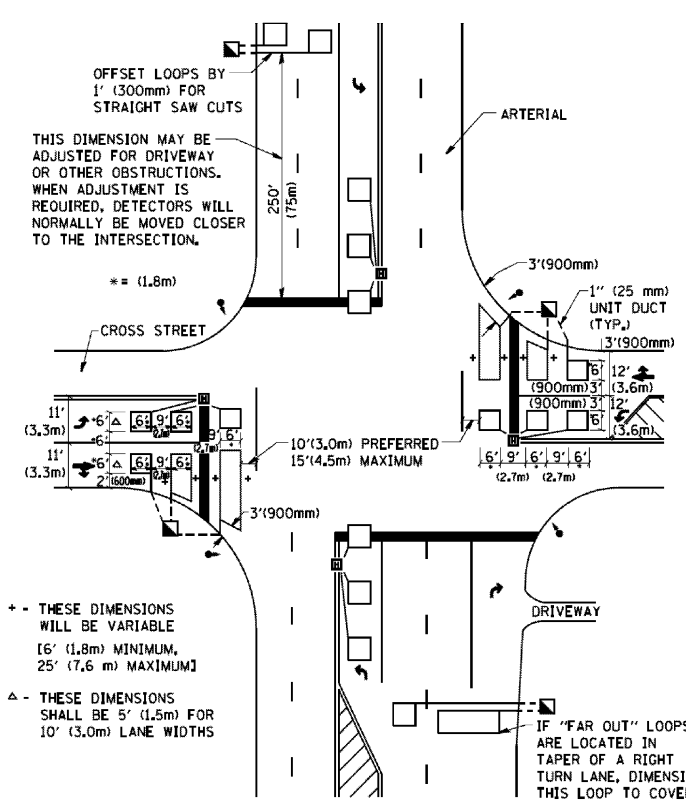 OFFSET LOOPS BY
1' (300mm) FOR
STRAIGHT SAW CUTS
ARTERIAL
THIS DIMENSION MAY BE
ADJUSTED FOR DRIVEWAY
OR OTHER OBSTRUCTIONS.
WHEN ADJUSTMENT IS
REQUIRED, DETECTORS WILL
NORMALLY BE MOVED CLOSER
TO THE INTERSECTION.
250'
(75m)
*= (1.8m)
3'(900mm)
1" (25 mm)
UNIT DUCT
(TYP.)
CROSS STREET
3'(900mm)
6'
12'
(3.6m)
(900mm) 3'
(900mm) 3'
12'
6'
(3.6m)
11'
(3.3m)
*6'
△
6' 9' 6'
(2.7m)
*6'
9' 6'
(2.7m)
10'(3.0m) PREFERRED
15'(4.5m) MAXIMUM
11'
(3.3m)
*6'
△
6' 9' 6'
(2.7m)
2' (600mm)
6' 9' 6' 9' 6'
* * *
(2.7m) (2.7m)
3'(900mm)
+ - THESE DIMENSIONS
WILL BE VARIABLE
[6' (1.8m) MINIMUM,
25' (7.6 m) MAXIMUM]
DRIVEWAY
△ - THESE DIMENSIONS
SHALL BE 5' (1.5m) FOR
10' (3.0m) LANE WIDTHS
IF "FAR OUT" LOOPS
ARE LOCATED IN
TAPER OF A RIGHT
TURN LANE, DIMENSI
THIS LOOP TO COVE